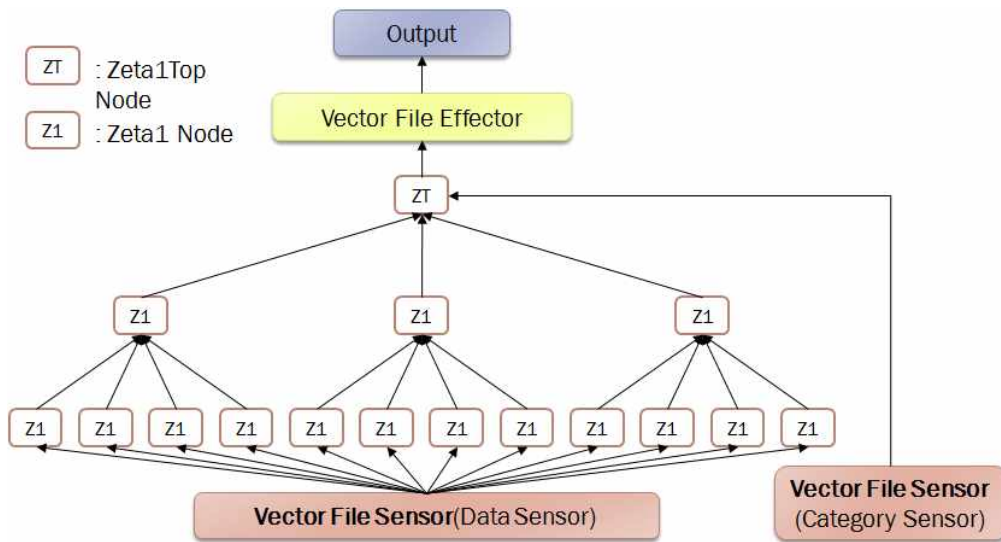 Output
ZT : Zeta1Top
Node
Z1 : Zeta1 Node
Vector File Effector
ZT
Z1 Z1 Z1
Z1 Z1 Z1 Z1 Z1 Z1 Z1 Z1 Z1 Z1 Z1 Z1
Vector File Sensor(Data Sensor)
Vector File Sensor
(Category Sensor)